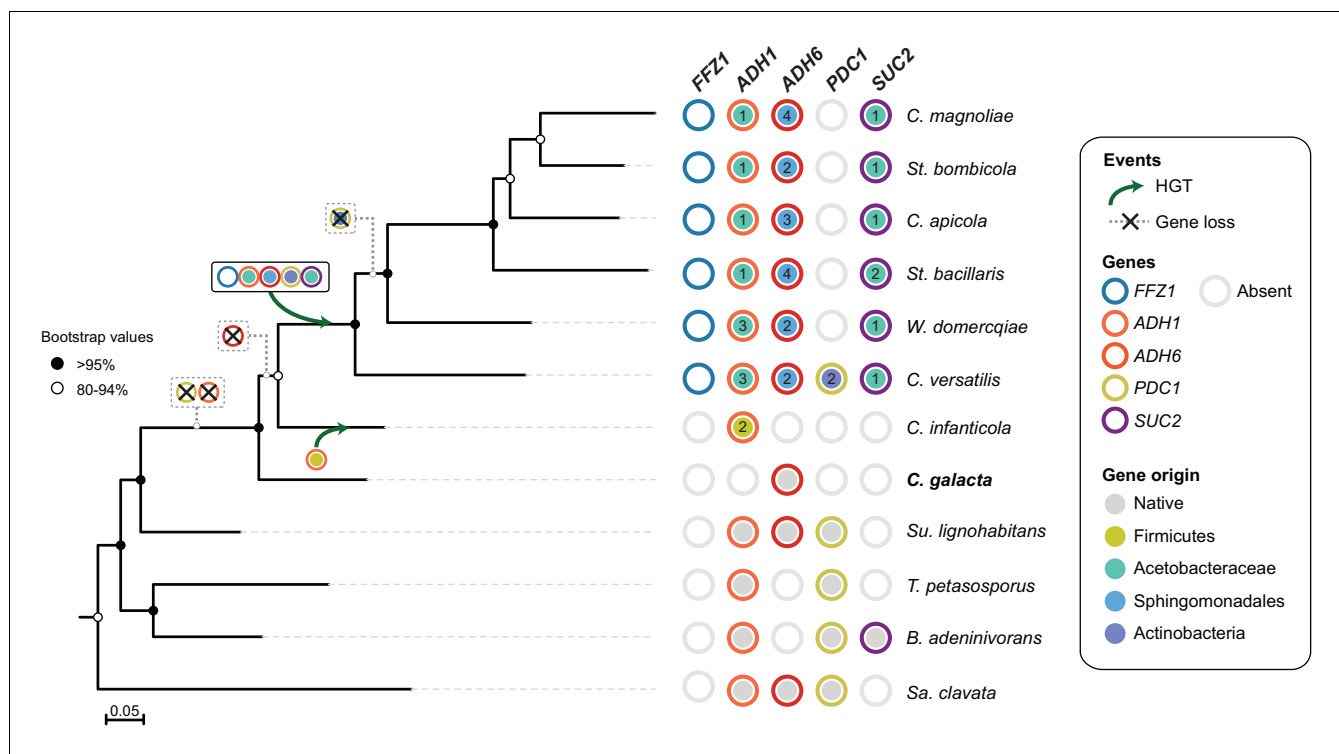 FFZ1 ADH1 ADH6 PDC1 SUC2
1 4 1 C. magnoliae
1 2 1 St. bombicola
1 3 1 C. apicola
1 4 2 St. bacillaris
3 2 1 W. domercqiae
3 2 2 1 C. versatilis
2 C. infanticola
C. galacta
Su. lignohabitans
T. petasosporus
B. adeninivorans
Sa. clavata
Bootstrap values
>95%
80-94%
0.05
Events
HGT
Gene loss
Genes
FFZ1 Absent
ADH1
ADH6
PDC1
SUC2
Gene origin
Native
Firmicutes
Acetobacteraceae
Sphingomonadales
Actinobacteria